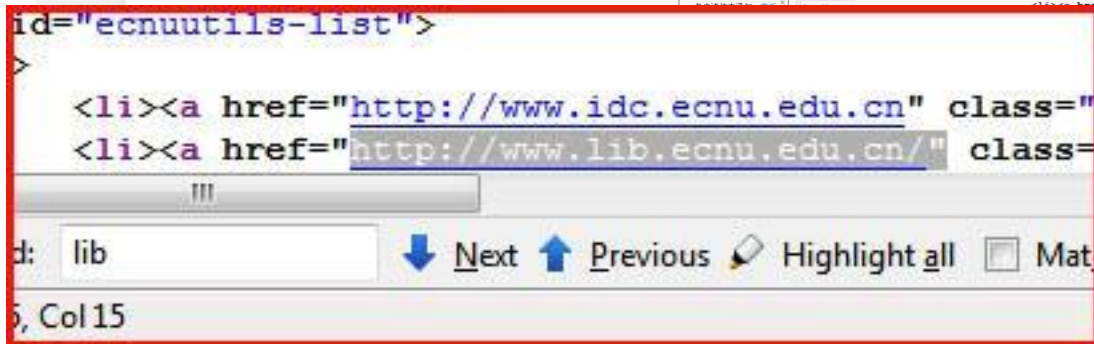 id="ecnuutils-list">
>
<li><a href="http://www.idc.ecnu.edu.cn" class="
<li><a href="http://www.lib.ecnu.edu.cn/" class=
d: lib Next Previous Highlight all Mat
, Col 15